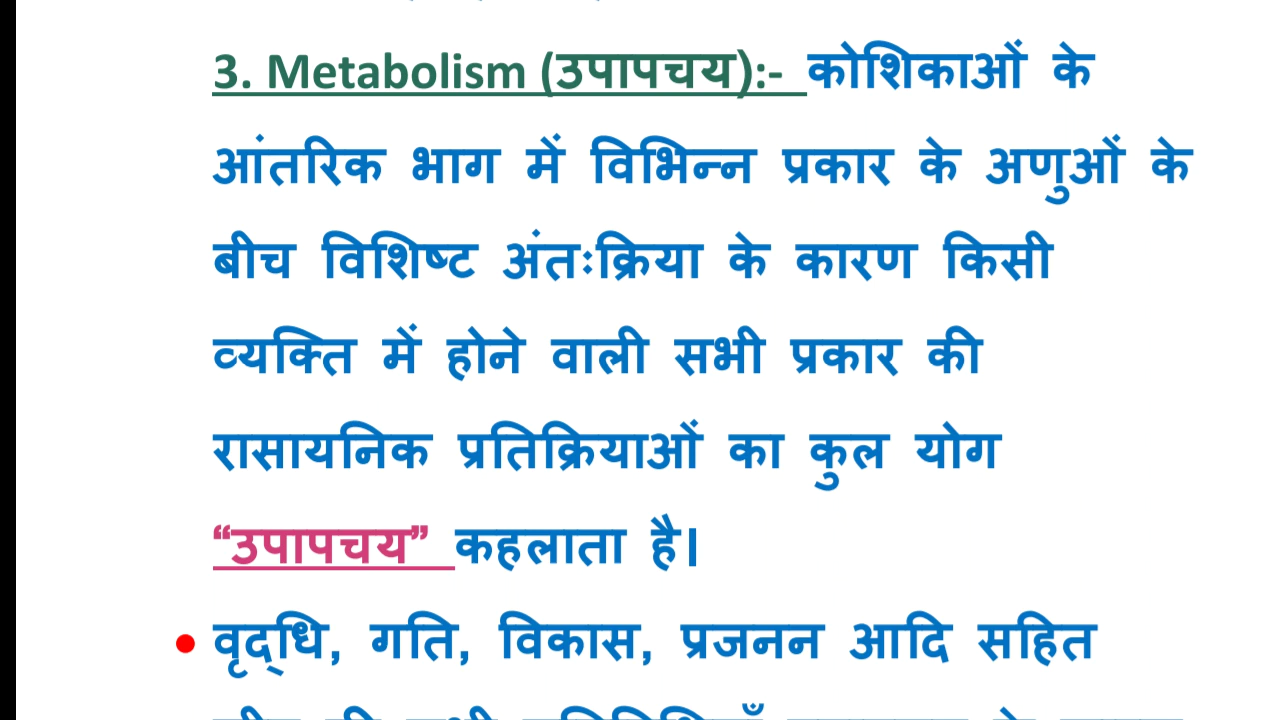 3. Metabolism (उपापचय):- कोशिकाओं के
आंतरिक भाग में विभिन्न प्रकार के अणुओं के
बीच विशिष्ट अंतःक्रिया के कारण किसी
व्यक्ति में होने वाली सभी प्रकार की
रासायनिक प्रतिक्रियाओं का कुल योग
“उपापचय” कहलाता है।
• वृद्धि, गति, विकास, प्रजनन आदि सहित